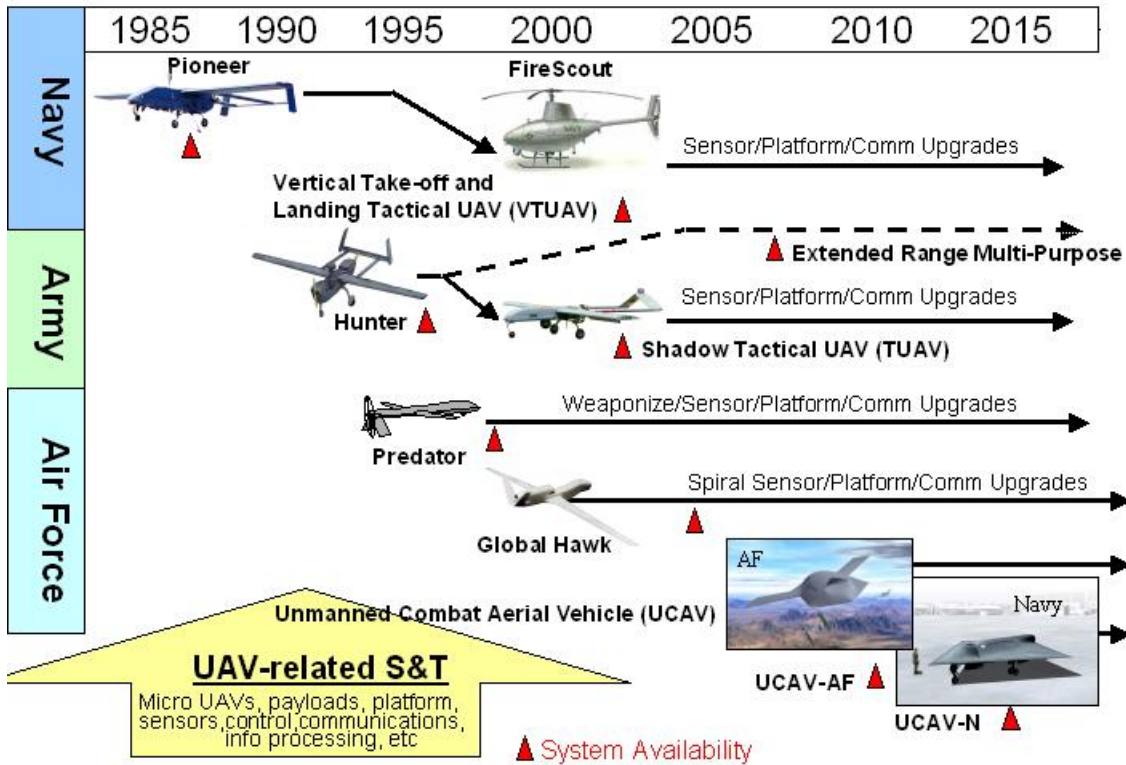 1985 1990 1995 2000 2005 2010 2015
Navy
Pioneer
FireScout
Sensor/Platform/Comm Upgrades
Vertical Take-off and
Landing Tactical UAV (VTUAV)
Army
Extended Range Multi-Purpose
Hunter
Sensor/Platform/Comm Upgrades
Shadow Tactical UAV (TUAV)
Air Force
Weaponize/Sensor/Platform/Comm Upgrades
Predator
Spiral Sensor/Platform/Comm Upgrades
Global Hawk
AF
Navy
Unmanned Combat Aerial Vehicle (UCAV)
UCAV-AF
UCAV-N
UAV-related S&T
Micro UAVs, payloads, platform,
sensors,control,communications,
info processing, etc
System Availability